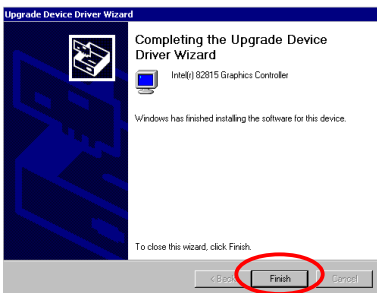 Upgrade Device Driver Wizard
Completing the Upgrade Device
Driver Wizard
Intel(r) 82815 Graphics Controller
Windows has finished installing the software for this device.
To close this wizard, click Finish.
< Back Finish Cancel